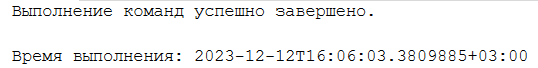 Выполнение команд успешно завершено.
Время выполнения: 2023-12-12T16:06:03.3809885+03:00